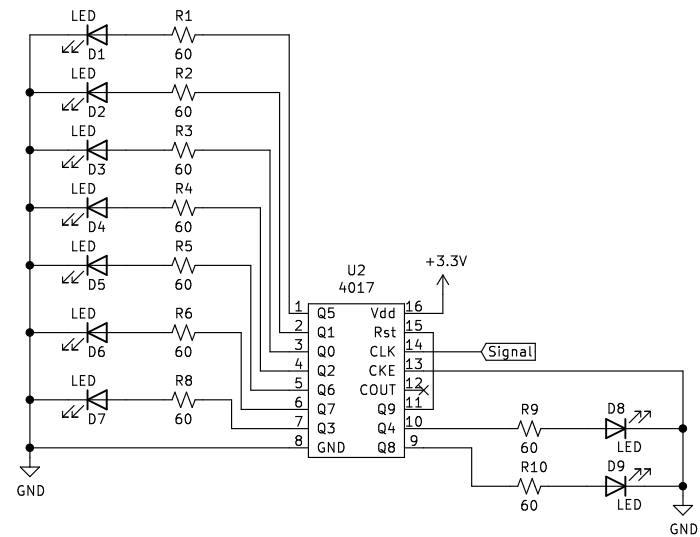 LED R1
D1 60
LED R2
D2 60
LED R3
D3 60
LED R4
D4 60
LED R5
D5 60
LED R6
D6 60
LED R8
D7 60
GND
U2
4017
+3.3V
1 Q5 Vdd 16
2 Q1 Rst 15
3 Q0 CLK 14 Signal
4 Q2 CKE 13
5 Q6 COUT 12
6 Q7 Q9 11
7 Q3 Q4 10
8 GND Q8 9
R9 D8
60 LED
R10 D9
60 LED
GND